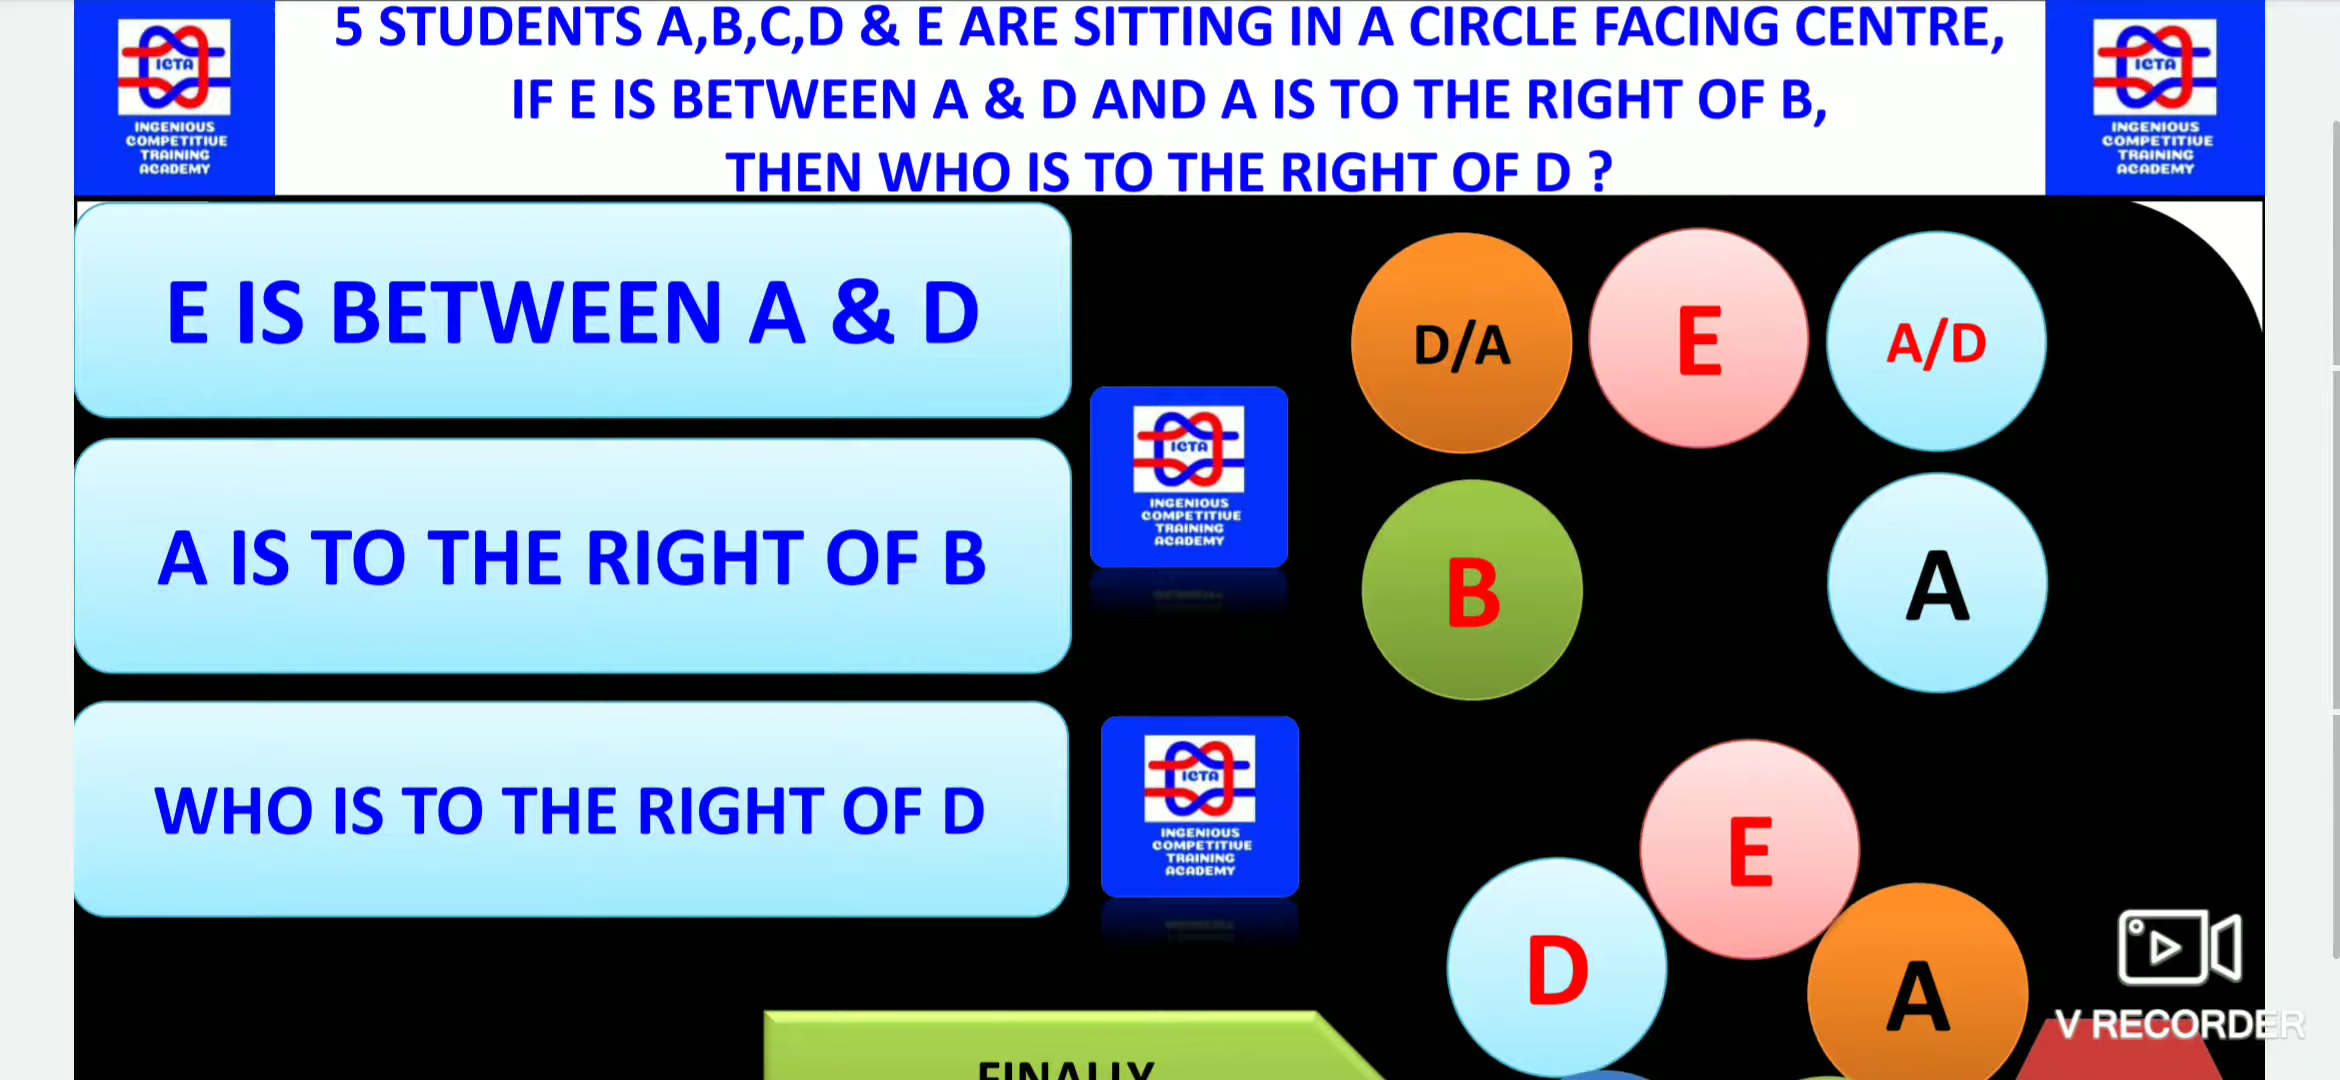 5 STUDENTS A,B,C,D & E ARE SITTING IN A CIRCLE FACING CENTRE,
IF E IS BETWEEN A & D AND A IS TO THE RIGHT OF B,
THEN WHO IS TO THE RIGHT OF D ?
ICTA
INGENIOUS
COMPETITIVE
TRAINING
ACADEMY
ICTA
INGENIOUS
COMPETITIVE
TRAINING
ACADEMY
E IS BETWEEN A & D
D/A
E
A/D
ICTA
INGENIOUS
COMPETITIVE
TRAINING
ACADEMY
A IS TO THE RIGHT OF B
B
A
ICTA
INGENIOUS
COMPETITIVE
TRAINING
ACADEMY
WHO IS TO THE RIGHT OF D
E
D
A
V RECORDER
FINALLY